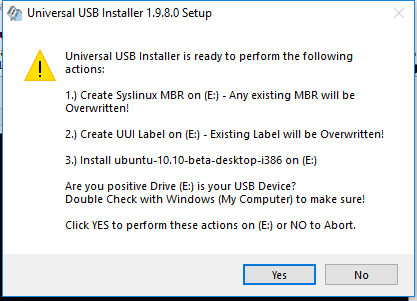 Universal USB Installer 1.9.8.0 Setup
Universal USB Installer is ready to perform the following
actions:
1.) Create Syslinux MBR on (E:) - Any existing MBR will be
Overwritten!
2.) Create UUI Label on (E:) - Existing Label will be Overwritten!
3.) Install ubuntu-10.10-beta-desktop-i386 on (E:)
Are you positive Drive (E:) is your USB Device?
Double Check with Windows (My Computer) to make sure!
Click YES to perform these actions on (E:) or NO to Abort.
Yes
No